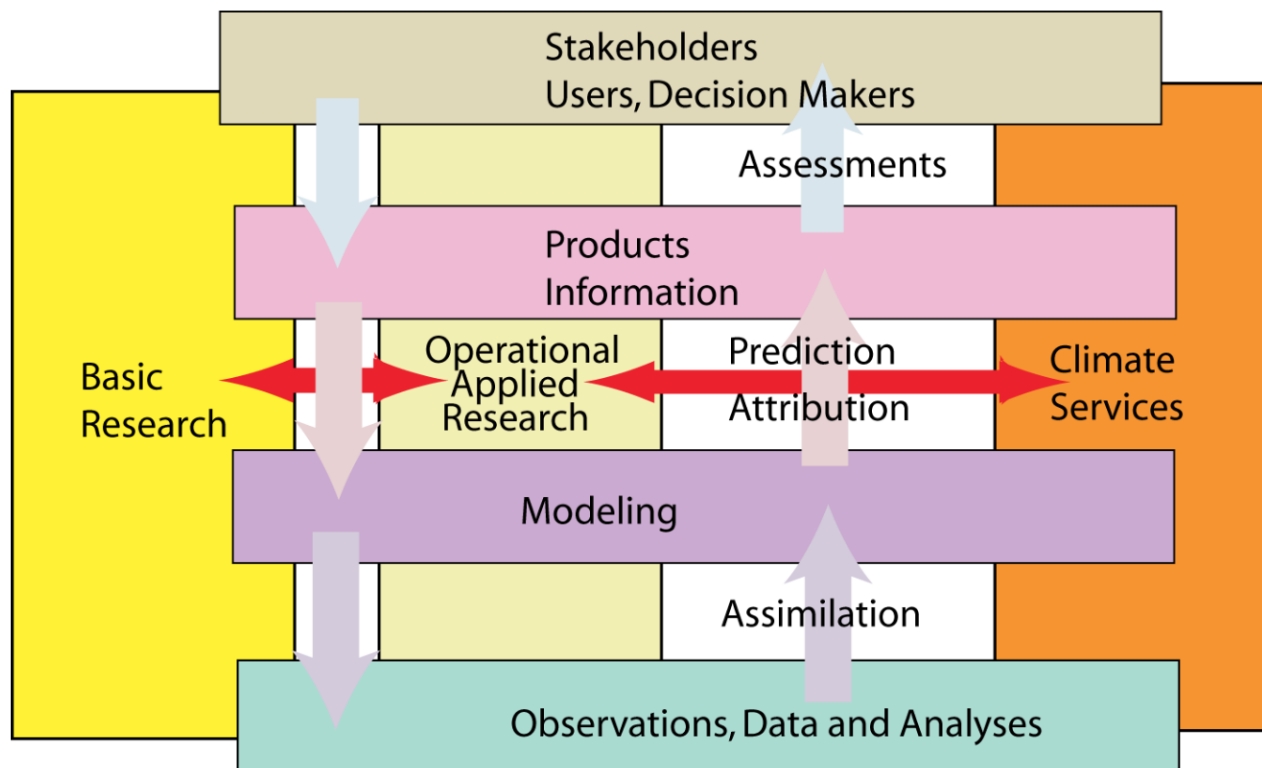 Stakeholders
Users, Decision Makers
Assessments
Products
Information
Basic
Research
Operational
Applied
Research
Prediction
Attribution
Climate
Services
Modeling
Assimilation
Observations, Data and Analyses